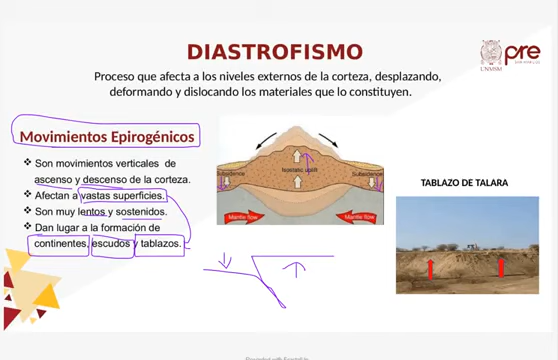 DIASTROFISMO
UNMSM
pre
SAN MARCOS
Proceso que afecta a los niveles externos de la corteza, desplazando,
deformando y dislocando los materiales que lo constituyen.
Movimientos Epirogénicos
❖ Son movimientos verticales de
ascenso y descenso de la corteza.
❖ Afectan a vastas superficies.
❖ Son muy lentos y sostenidos.
❖ Dan lugar a la formación de
continentes, escudos y tablazos.
Subsidence
Isostatic uplift
Subsidence
Mantle flow
Mantle flow
TABLAZO DE TALARA